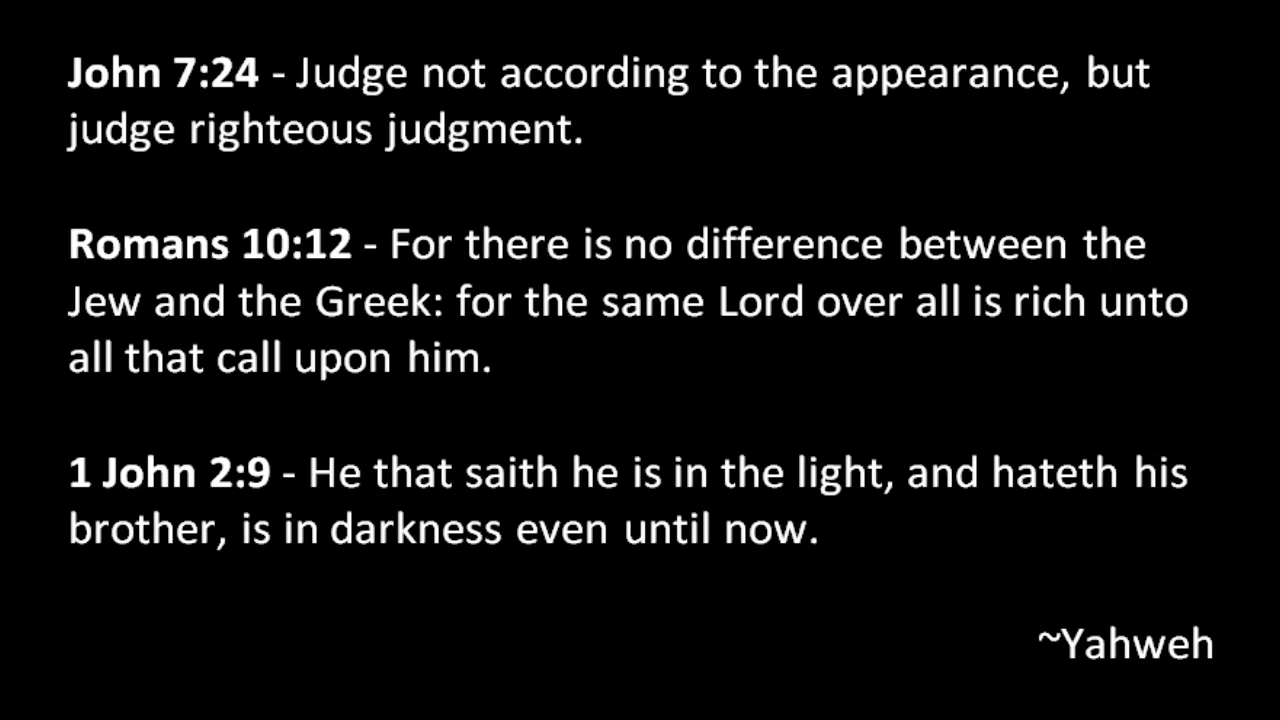 John 7:24 - Judge not according to the appearance, but
judge righteous judgment.
Romans 10:12 - For there is no difference between the
Jew and the Greek: for the same Lord over all is rich unto
all that call upon him.
1 John 2:9 - He that saith he is in the light, and hateth his
brother, is in darkness even until now.
~Yahweh